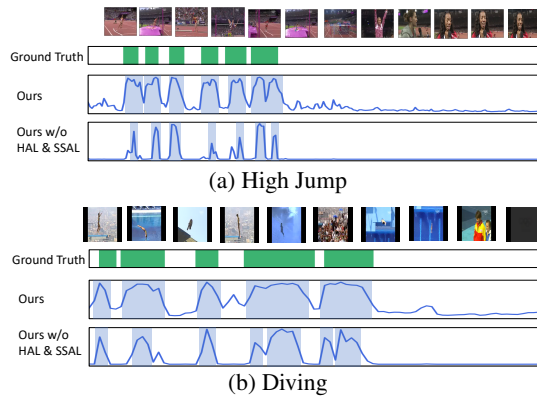 Ground Truth
Ours
Ours w/o
HAL & SSAL
(a) High Jump
Ground Truth
Ours
Ours w/o
HAL & SSAL
(b) Diving